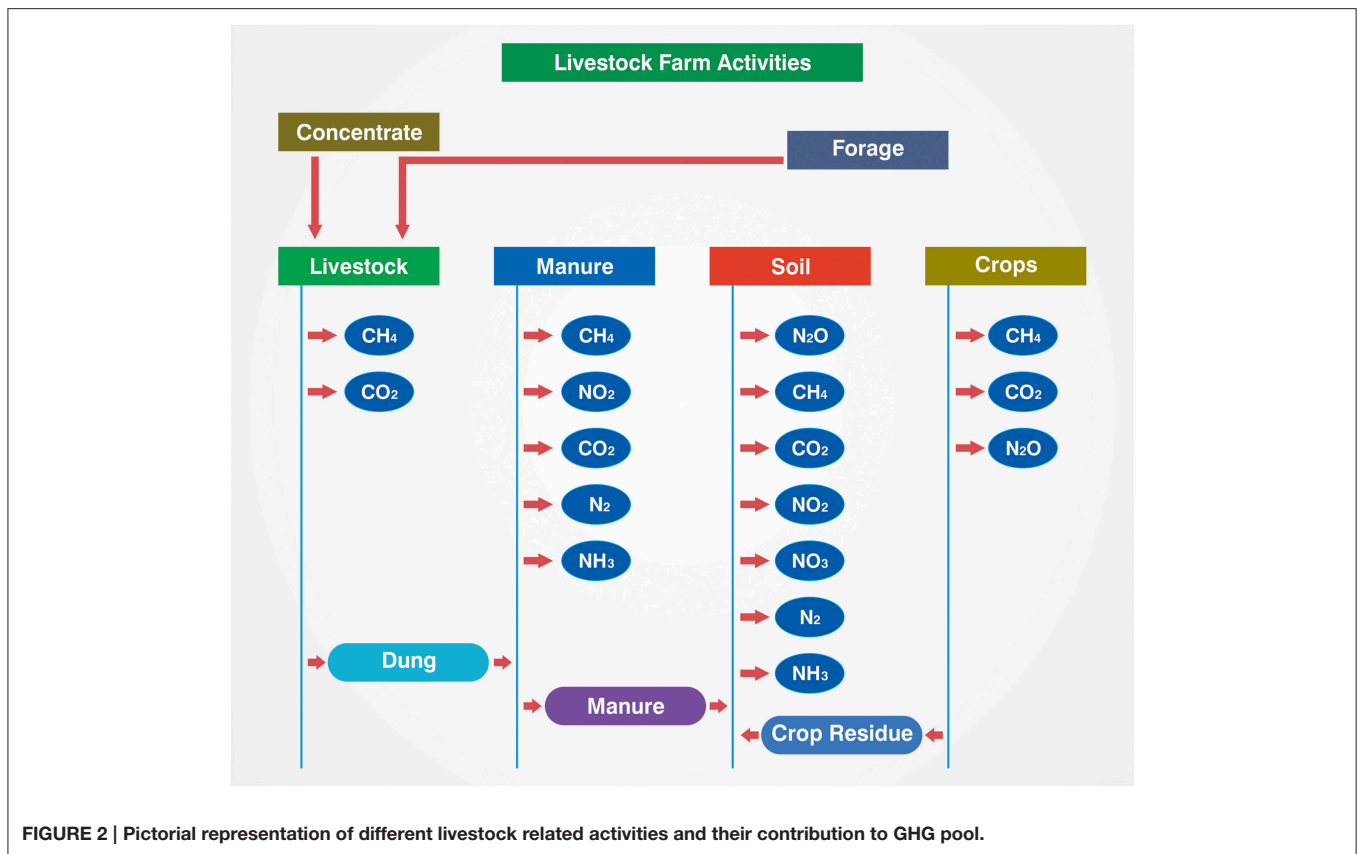 Livestock Farm Activities
Concentrate
Forage
Livestock
Manure
Soil
Crops
CH4
CH4
N2O
CH4
CO2
NO2
CH4
CO2
CO2
CO2
N2O
N2
NO2
NH3
NO3
N2
Dung
NH3
Manure
Crop Residue
FIGURE 2 | Pictorial representation of different livestock related activities and their contribution to GHG pool.